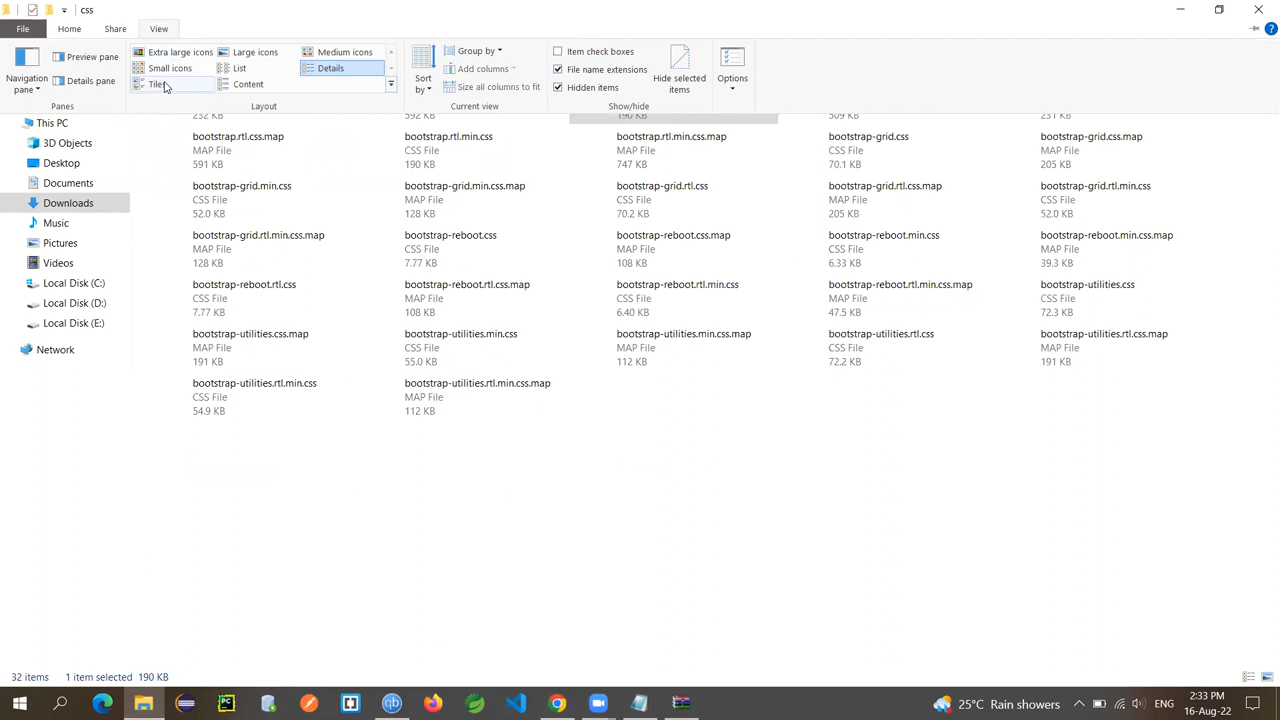 css
File Home Share View
Navigation pane
Preview pane
Details pane
Panes
Extra large icons Large icons Medium icons
Small icons List Details
Tiles Content
Layout
Sort by
Group by
Add columns
Size all columns to fit
Current view
Item check boxes
File name extensions
Hidden items
Hide selected items
Show/hide
Options
This PC
3D Objects
Desktop
Documents
Downloads
Music
Pictures
Videos
Local Disk (C:)
Local Disk (D:)
Local Disk (E:)
Network
232 KB 592 KB 190 KB 309 KB 231 KB
bootstrap.rtl.css.map bootstrap.rtl.min.css bootstrap.rtl.min.css.map bootstrap-grid.css bootstrap-grid.css.map
MAP File CSS File MAP File CSS File MAP File
591 KB 190 KB 747 KB 70.1 KB 205 KB
bootstrap-grid.min.css bootstrap-grid.min.css.map bootstrap-grid.rtl.css bootstrap-grid.rtl.css.map bootstrap-grid.rtl.min.css
CSS File MAP File CSS File MAP File CSS File
52.0 KB 128 KB 70.2 KB 205 KB 52.0 KB
bootstrap-grid.rtl.min.css.map bootstrap-reboot.css bootstrap-reboot.css.map bootstrap-reboot.min.css bootstrap-reboot.min.css.map
MAP File CSS File MAP File CSS File MAP File
128 KB 7.77 KB 108 KB 6.33 KB 39.3 KB
bootstrap-reboot.rtl.css bootstrap-reboot.rtl.css.map bootstrap-reboot.rtl.min.css bootstrap-reboot.rtl.min.css.map bootstrap-utilities.css
CSS File MAP File CSS File MAP File CSS File
7.77 KB 108 KB 6.40 KB 47.5 KB 72.3 KB
bootstrap-utilities.css.map bootstrap-utilities.min.css bootstrap-utilities.min.css.map bootstrap-utilities.rtl.css bootstrap-utilities.rtl.css.map
MAP File CSS File MAP File CSS File MAP File
191 KB 55.0 KB 112 KB 72.2 KB 191 KB
bootstrap-utilities.rtl.min.css bootstrap-utilities.rtl.min.css.map
CSS File MAP File
54.9 KB 112 KB
32 items 1 item selected 190 KB
PC
qb
25°C Rain showers
ENG
2:33 PM
16-Aug-22